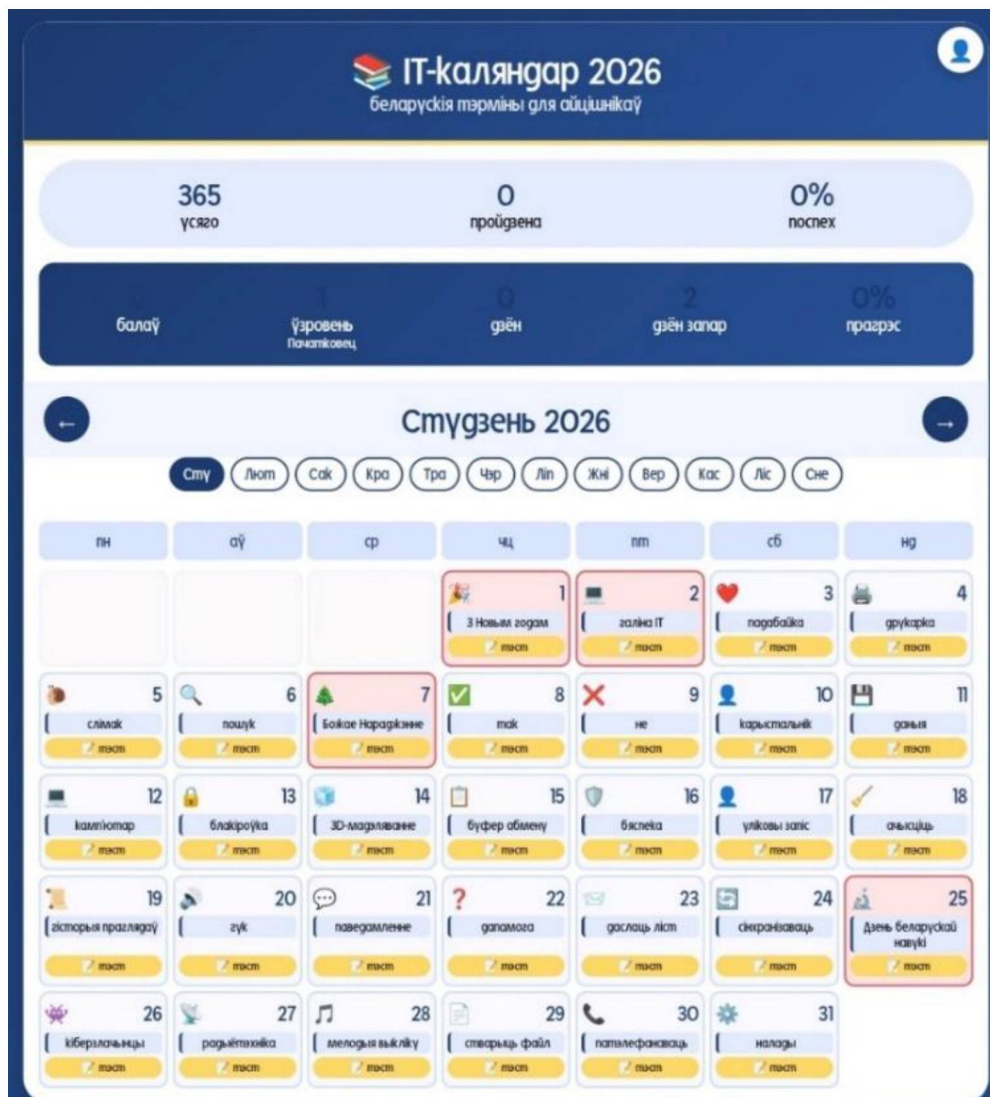 IT-каляндар 2026
беларускія тэрміны для айцішнікаў
365 0 0%
усяго пройдзена поспех
1 0 2 0%
балаў ўзровень дзён дзён запар прагрэс
Пачатковец
← Студзень 2026 →
Сту Лют Сак Кра Тра Чэр Ліп Жні Вер Кас Ліс Сне
пн аў ср чц пт сб нд
1 2 3 4
З Новым годам галіна IT падабайка друкарка
тэст тэст тэст тэст
5 6 7 8 9 10 11
слімак пошук Божае Нараджэнне так не карыстальнік даныя
тэст тэст тэст тэст тэст тэст тэст
12 13 14 15 16 17 18
камп'ютар блакіроўка 3D-мадэляванне буфер абмену бяспека уліковы запіс ачысціць
тэст тэст тэст тэст тэст тэст тэст
19 20 21 22 23 24 25
гісторыя праглядаў гук паведамленне дапамога даслаць ліст сінхранізаваць Дзень беларускай
навукі
тэст тэст тэст тэст тэст тэст тэст
26 27 28 29 30 31
кіберзлачынцы радыётэхніка мелодыя выкліку стварыць файл патэлефанаваць налады
тэст тэст тэст тэст тэст тэст